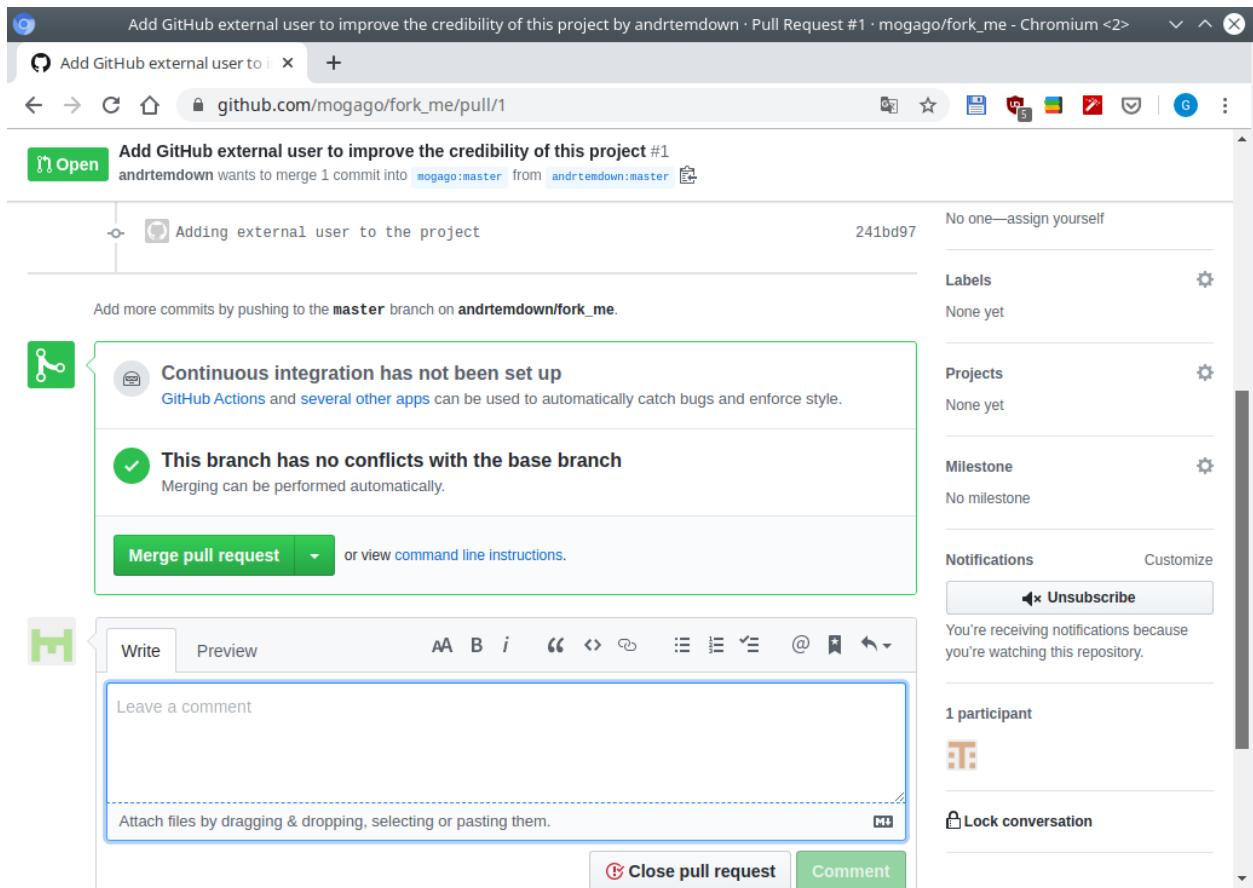 Add GitHub external user to improve the credibility of this project by andrtemdown · Pull Request #1 · mogago/fork_me - Chromium <2>
Add GitHub external user to i
github.com/mogago/fork_me/pull/1
5
G
Open
Add GitHub external user to improve the credibility of this project #1
andrtemdown wants to merge 1 commit into mogago:master from andrtemdown:master
Adding external user to the project 241bd97
Add more commits by pushing to the master branch on andrtemdown/fork_me.
Continuous integration has not been set up
GitHub Actions and several other apps can be used to automatically catch bugs and enforce style.
This branch has no conflicts with the base branch
Merging can be performed automatically.
Merge pull request or view command line instructions.
Write Preview AA B i
Leave a comment
Attach files by dragging & dropping, selecting or pasting them.
Close pull request Comment
No one—assign yourself
Labels
None yet
Projects
None yet
Milestone
No milestone
Notifications Customize
Unsubscribe
You're receiving notifications because
you're watching this repository.
1 participant
Lock conversation